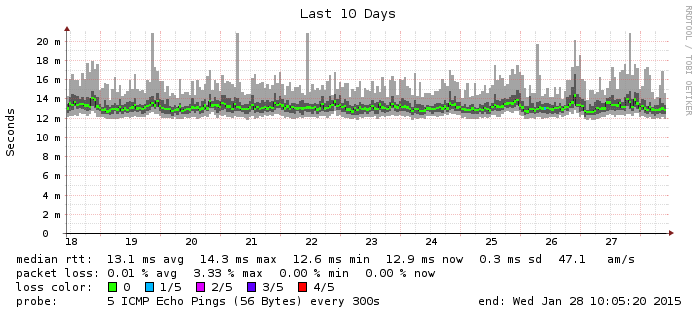 Last 10 Days
RRDTOOL / TOBI OETIKER
Seconds
20 m
18 m
16 m
14 m
12 m
10 m
8 m
6 m
4 m
2 m
0
18 19 20 21 22 23 24 25 26 27
median rtt: 13.1 ms avg 14.3 ms max 12.6 ms min 12.9 ms now 0.3 ms sd 47.1 am/s
packet loss: 0.01 % avg 3.33 % max 0.00 % min 0.00 % now
loss color: 0 1/5 2/5 3/5 4/5
probe: 5 ICMP Echo Pings (56 Bytes) every 300s end: Wed Jan 28 10:05:20 2015